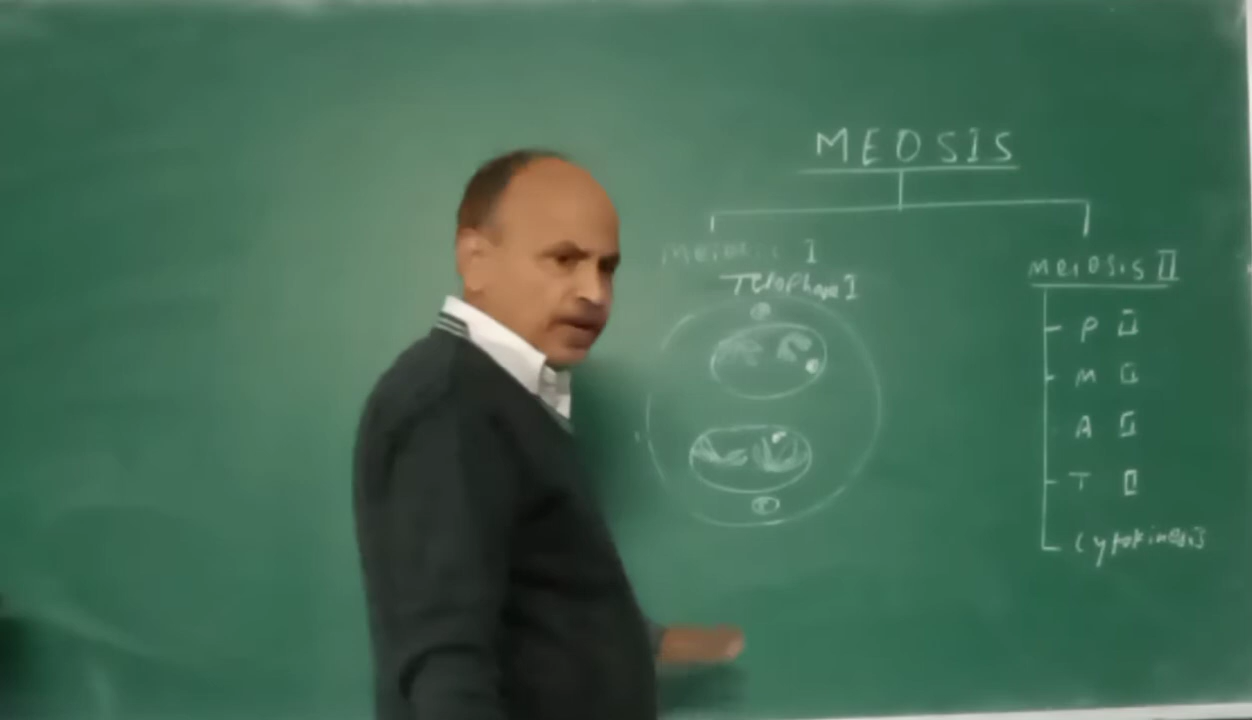 MEOSIS
meiosis I
Telophase I
meiosis II
P II
M II
A II
T II
Cytokinesis